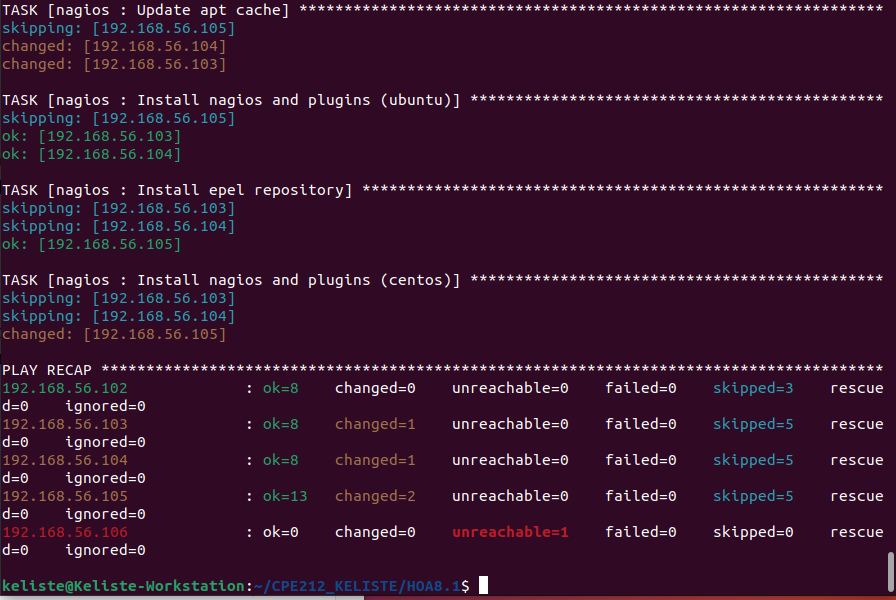 TASK [nagios : Update apt cache] *****************************************************************
skipping: [192.168.56.105]
changed: [192.168.56.104]
changed: [192.168.56.103]
TASK [nagios : Install nagios and plugins (ubuntu)] **********************************************
skipping: [192.168.56.105]
ok: [192.168.56.103]
ok: [192.168.56.104]
TASK [nagios : Install epel repository] **********************************************************
skipping: [192.168.56.103]
skipping: [192.168.56.104]
ok: [192.168.56.105]
TASK [nagios : Install nagios and plugins (centos)] **********************************************
skipping: [192.168.56.103]
skipping: [192.168.56.104]
changed: [192.168.56.105]
PLAY RECAP ***************************************************************************************
192.168.56.102             : ok=8    changed=0    unreachable=0    failed=0    skipped=3    rescue
d=0    ignored=0
192.168.56.103             : ok=8    changed=1    unreachable=0    failed=0    skipped=5    rescue
d=0    ignored=0
192.168.56.104             : ok=8    changed=1    unreachable=0    failed=0    skipped=5    rescue
d=0    ignored=0
192.168.56.105             : ok=13   changed=2    unreachable=0    failed=0    skipped=5    rescue
d=0    ignored=0
192.168.56.106             : ok=0    changed=0    unreachable=1    failed=0    skipped=0    rescue
d=0    ignored=0
keliste@Keliste-Workstation:~/CPE212_KELISTE/HOA8.1$